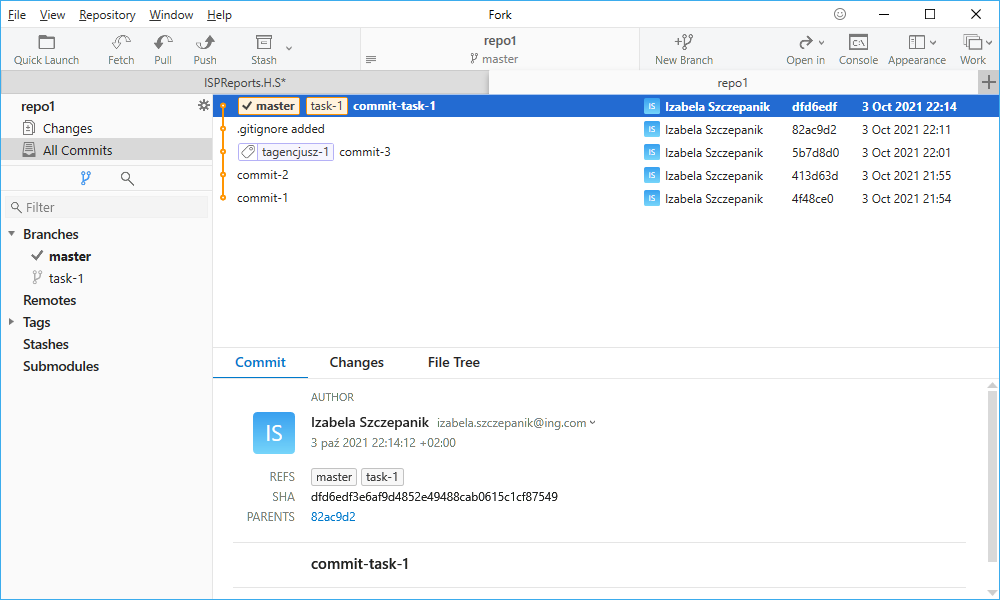 File View Repository Window Help Fork
Quick Launch Fetch Pull Push Stash repo1 master New Branch Open in Console Appearance Work
C:\
ISPReports.H.S* repo1
repo1
Changes
All Commits
Filter
Branches
master
task-1
Remotes
Tags
Stashes
Submodules
master task-1 commit-task-1 IS Izabela Szczepanik dfd6edf 3 Oct 2021 22:14
.gitignore added IS Izabela Szczepanik 82ac9d2 3 Oct 2021 22:11
tagencjusz-1 commit-3 IS Izabela Szczepanik 5b7d8d0 3 Oct 2021 22:01
commit-2 IS Izabela Szczepanik 413d63d 3 Oct 2021 21:55
commit-1 IS Izabela Szczepanik 4f48ce0 3 Oct 2021 21:54
Commit Changes File Tree
AUTHOR
IS
Izabela Szczepanik izabela.szczepanik@ing.com
3 paź 2021 22:14:12 +02:00
REFS master task-1
SHA dfd6edf3e6af9d4852e49488cab0615c1cf87549
PARENTS 82ac9d2
commit-task-1